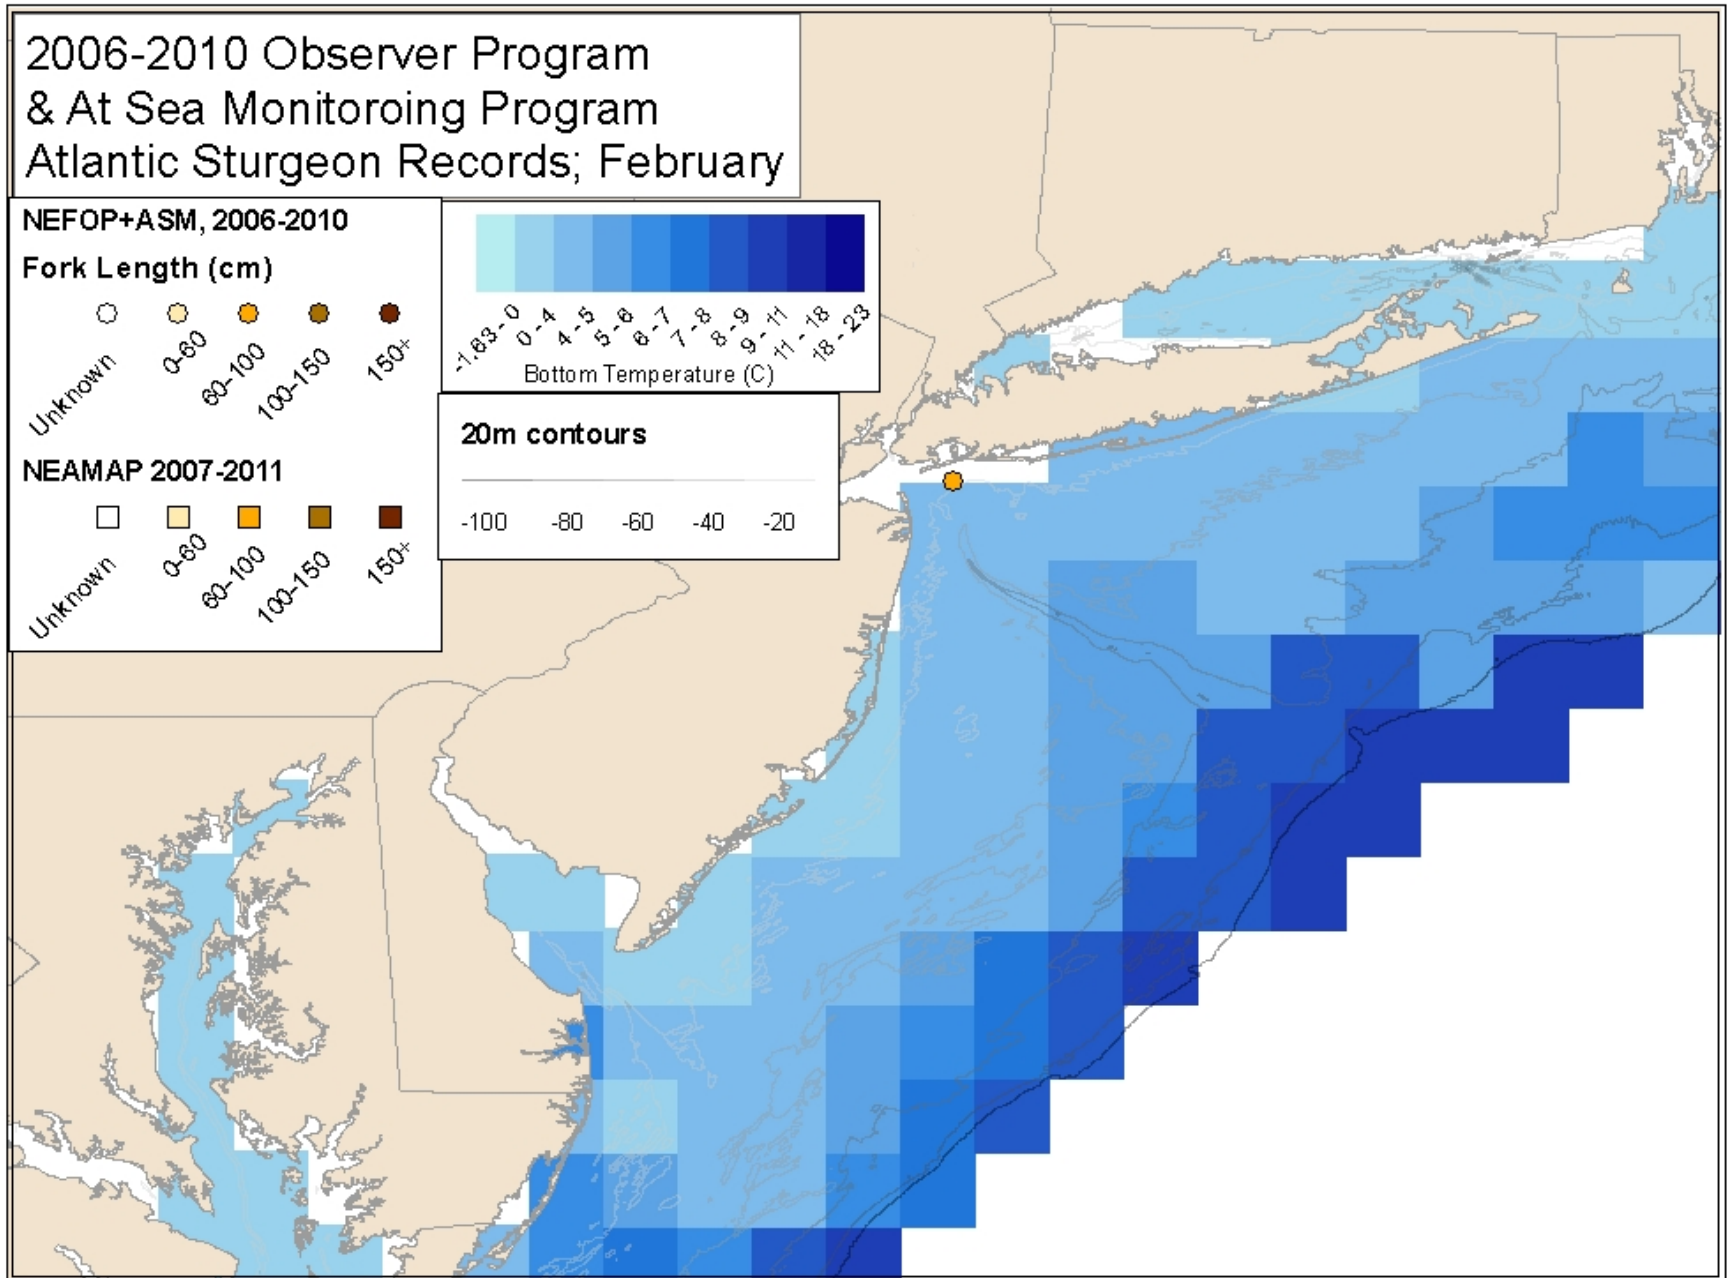 2006-2010 Observer Program
& At Sea Monitoroing Program
Atlantic Sturgeon Records; February
NEFOP+ASM, 2006-2010
Fork Length (cm)
Unknown
0-60
60-100
100-150
150+
NEAMAP 2007-2011
Unknown
0-60
60-100
100-150
150+
-1.63 - 0
0 - 4
4 - 5
5 - 6
6 - 7
7 - 8
8 - 9
9 - 11
11 - 18
18 - 23
Bottom Temperature (C)
20m contours
-100 -80 -60 -40 -20